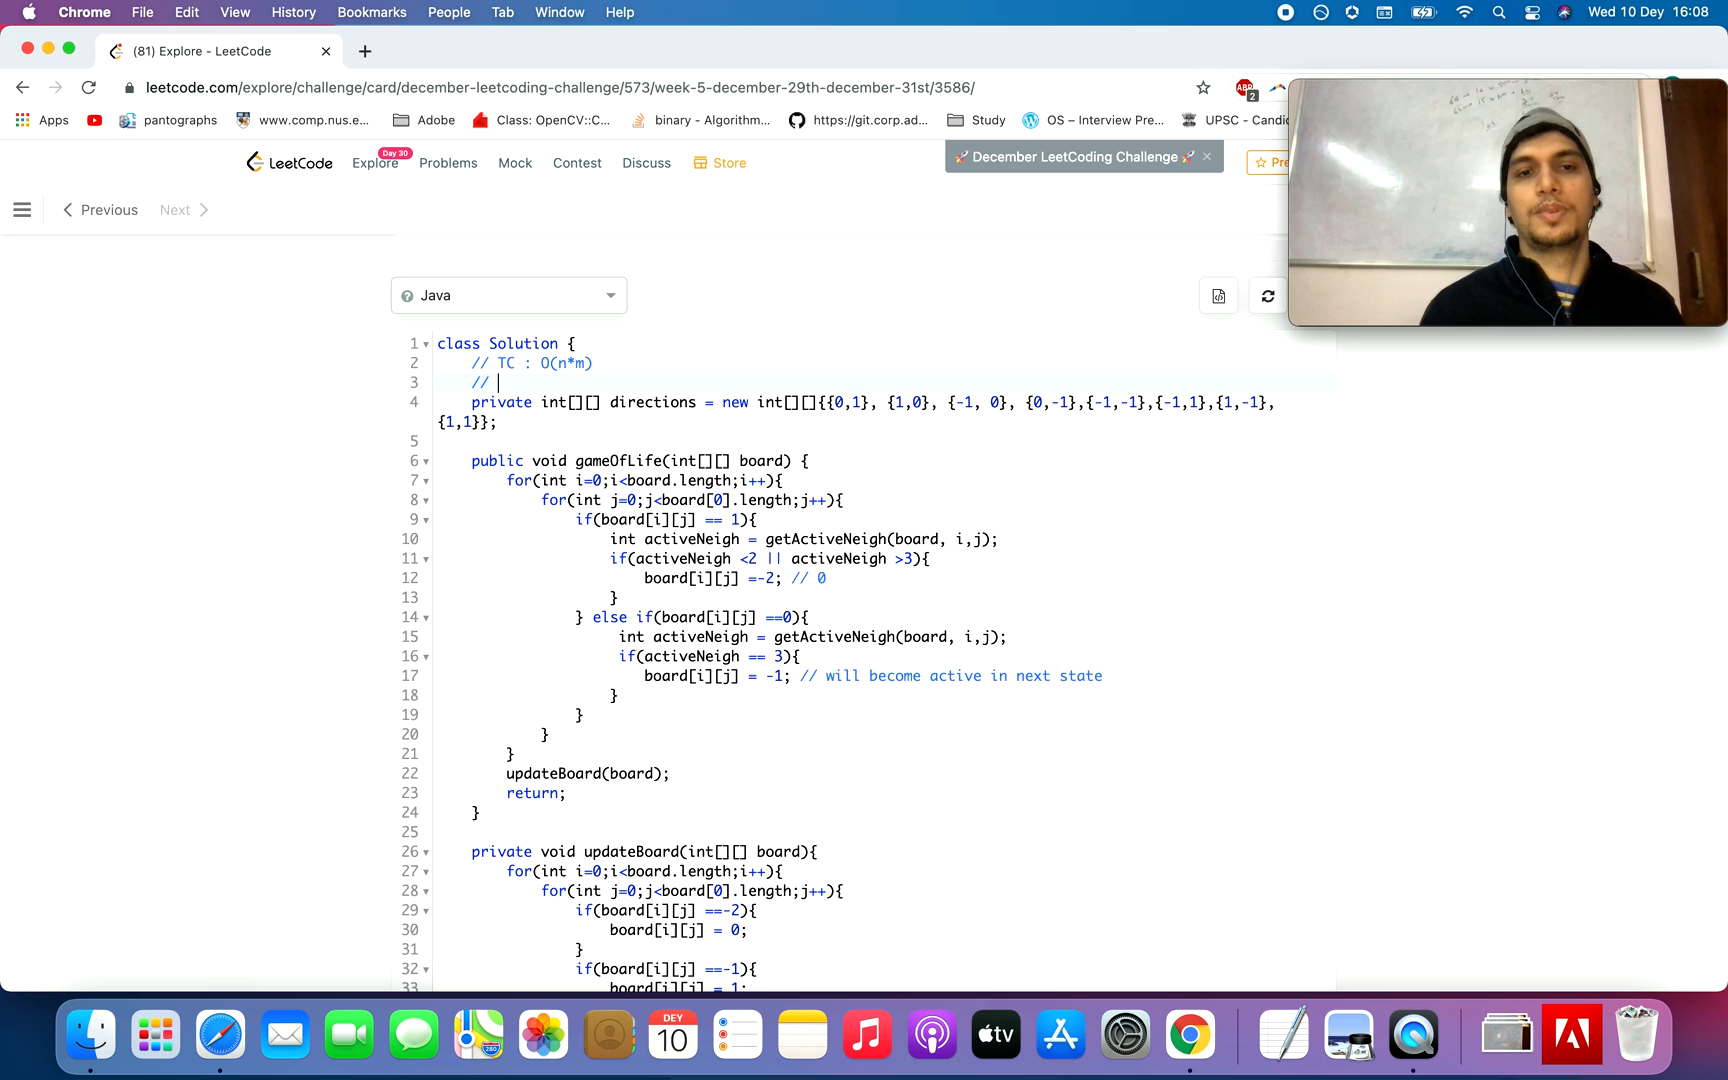 Chrome File Edit View History Bookmarks People Tab Window Help Wed 10 Dey 16:08
(81) Explore - LeetCode
leetcode.com/explore/challenge/card/december-leetcoding-challenge/573/week-5-december-29th-december-31st/3586/
ABP 2
Apps pantographs www.comp.nus.e... Adobe Class: OpenCV::C... binary - Algorithm... https://git.corp.ad... Study OS – Interview Pre... UPSC - Candic
LeetCode Explore Day 30 Problems Mock Contest Discuss Store
December LeetCoding Challenge
Pre
Previous Next
Java
1 class Solution {
2 // TC : O(n*m)
3 //
4 private int[][] directions = new int[][]{{0,1}, {1,0}, {-1, 0}, {0,-1},{-1,-1},{-1,1},{1,-1},
{1,1}};
5
6 public void gameOfLife(int[][] board) {
7 for(int i=0;i<board.length;i++){
8 for(int j=0;j<board[0].length;j++){
9 if(board[i][j] == 1){
10 int activeNeigh = getActiveNeigh(board, i,j);
11 if(activeNeigh <2 || activeNeigh >3){
12 board[i][j] =-2; // 0
13 }
14 } else if(board[i][j] ==0){
15 int activeNeigh = getActiveNeigh(board, i,j);
16 if(activeNeigh == 3){
17 board[i][j] = -1; // will become active in next state
18 }
19 }
20 }
21 }
22 updateBoard(board);
23 return;
24 }
25
26 private void updateBoard(int[][] board){
27 for(int i=0;i<board.length;i++){
28 for(int j=0;j<board[0].length;j++){
29 if(board[i][j] ==-2){
30 board[i][j] = 0;
31 }
32 if(board[i][j] ==-1){
33 board[i][j] = 1;
DEY
10
280
tv